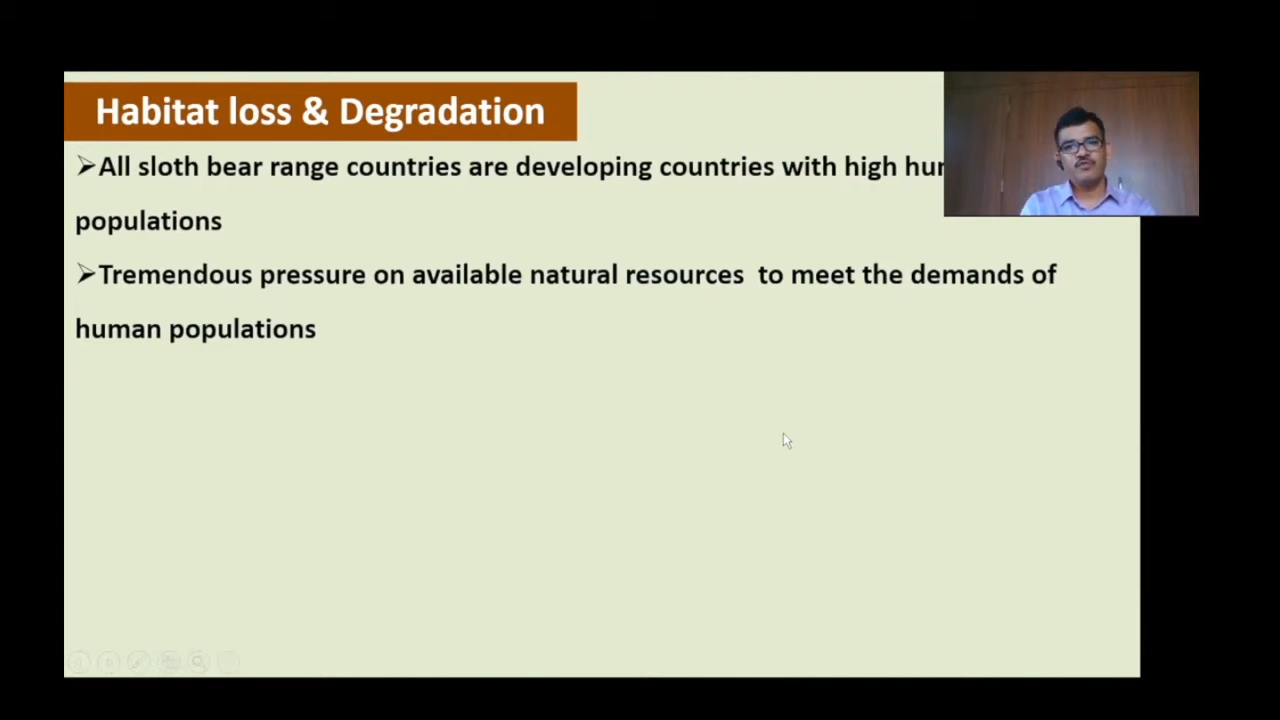 Habitat loss & Degradation
➢All sloth bear range countries are developing countries with high
populations
➢Tremendous pressure on available natural resources to meet the demands of
human populations